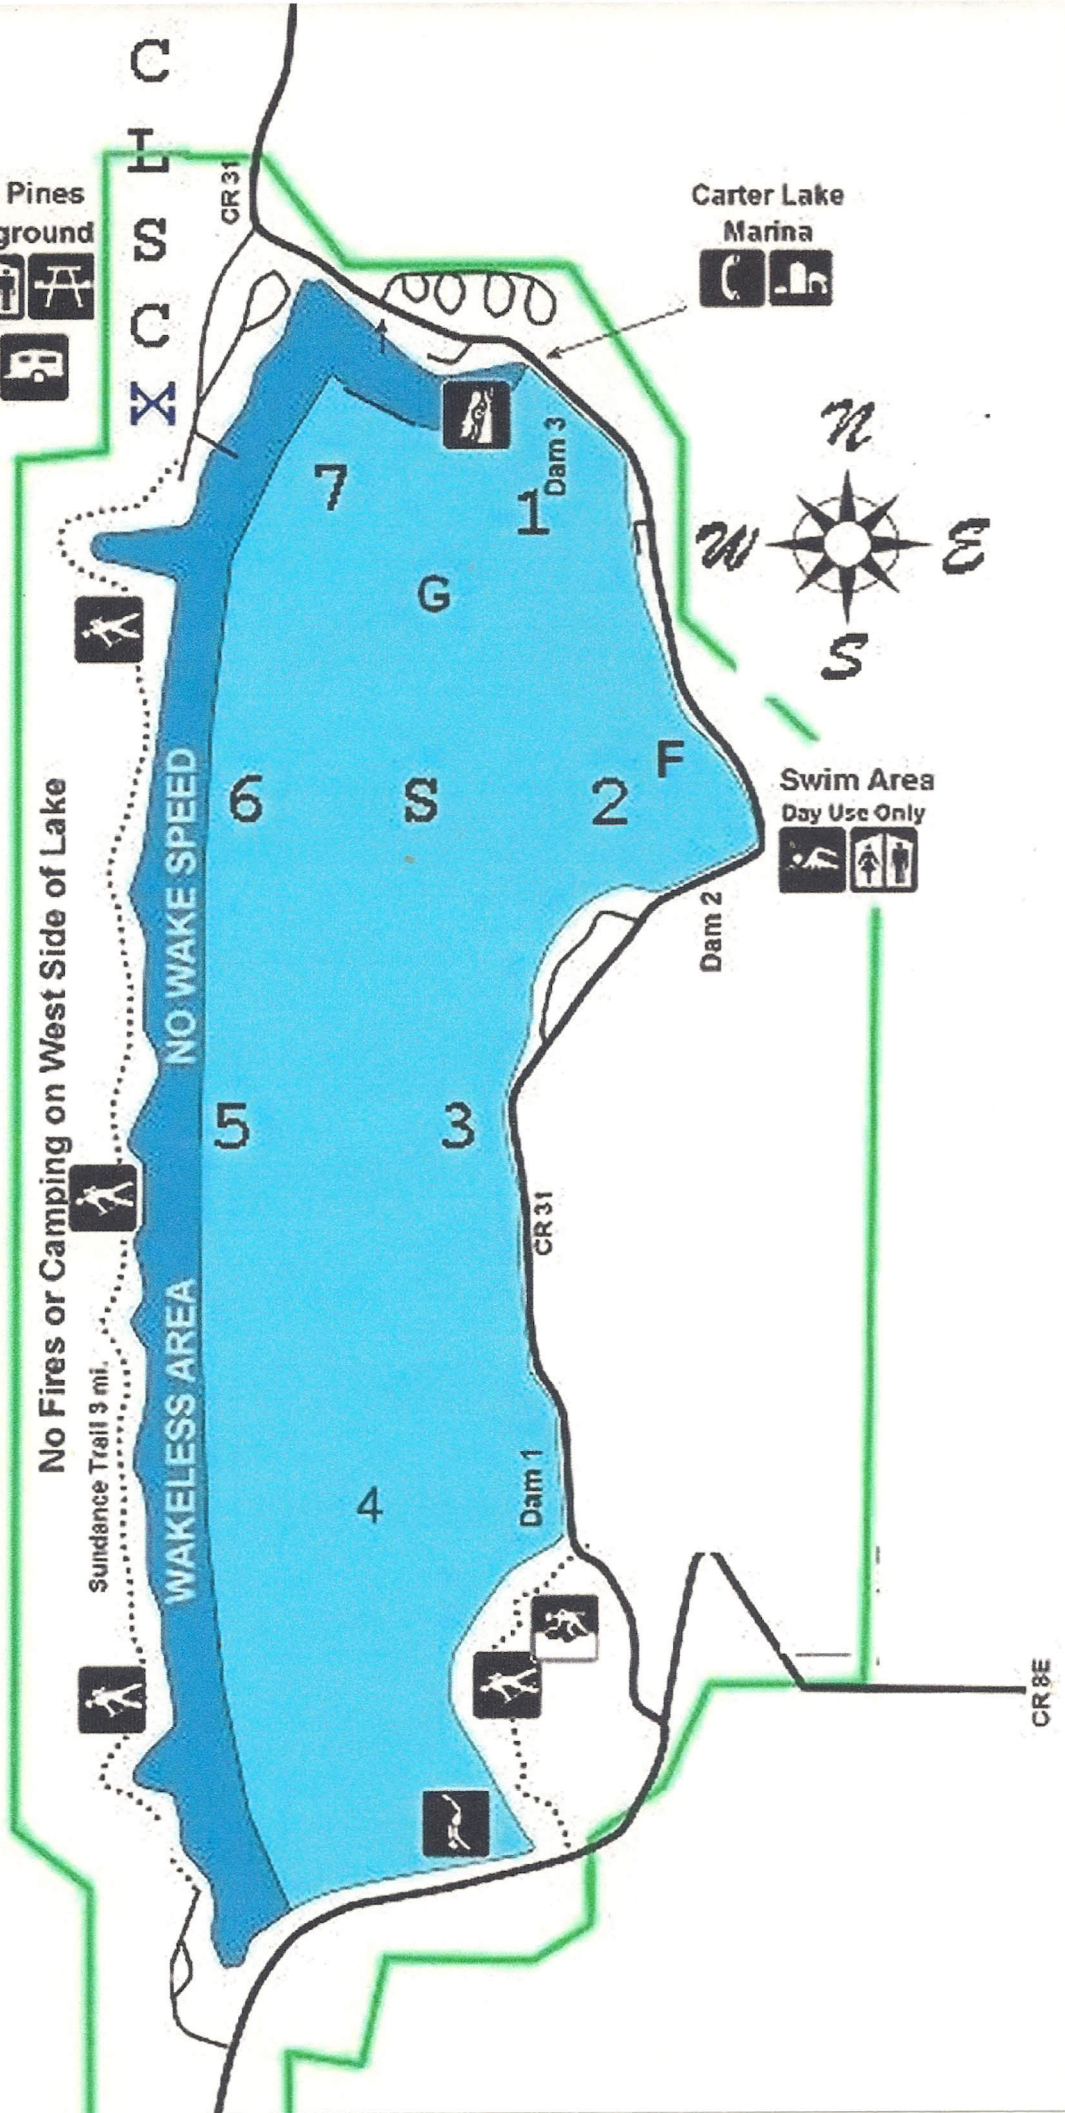 C
L
S
C
X
Pines
ground
CR 31
Carter Lake
Marina
Dam 3
7
1
G
N
W
E
S
F
6
S
2
Swim Area
Day Use Only
Dam 2
NO WAKE SPEED
No Fires or Camping on West Side of Lake
5
3
CR 31
WAKELESS AREA
Sundance Trail 3 mi.
Dam 1
4
CR 8E